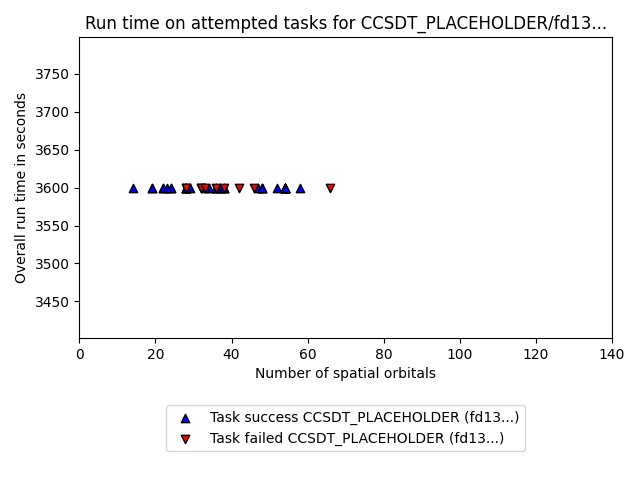 Run time on attempted tasks for CCSDT_PLACEHOLDER/fd13...
Overall run time in seconds
3750
3700
3650
3600
3550
3500
3450
0 20 40 60 80 100 120 140
Number of spatial orbitals
Task success CCSDT_PLACEHOLDER (fd13...)
Task failed CCSDT_PLACEHOLDER (fd13...)